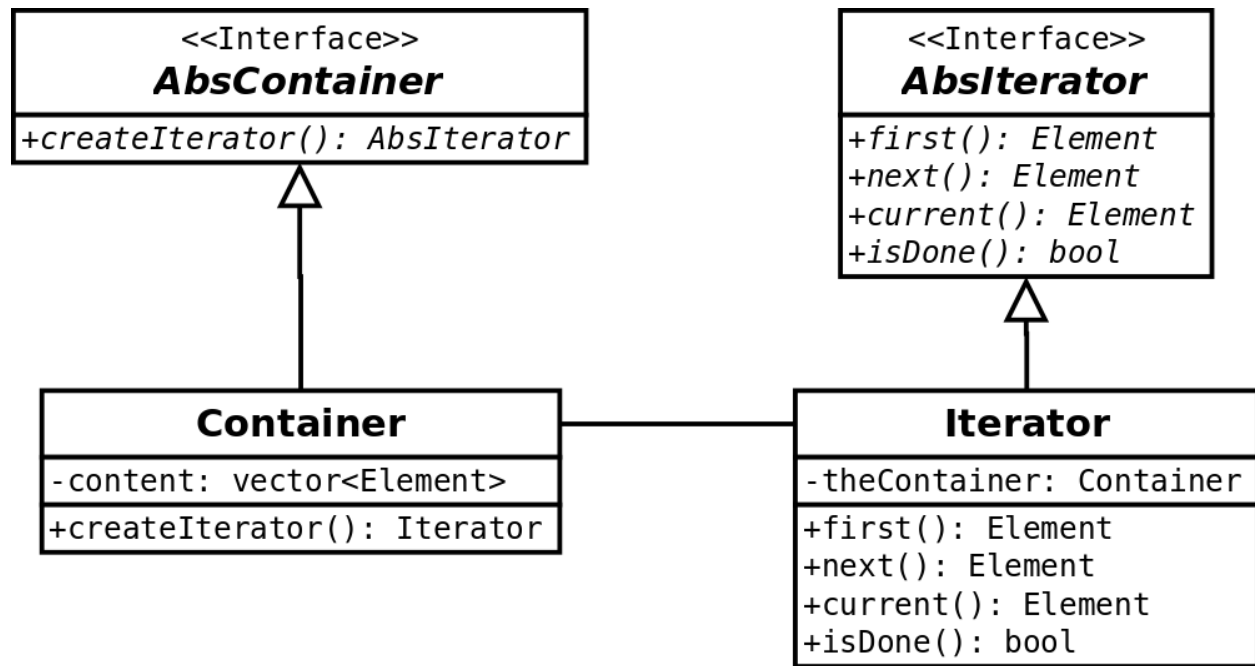 <<Interface>>
AbsContainer
+createIterator(): AbsIterator
<<Interface>>
AbsIterator
+first(): Element
+next(): Element
+current(): Element
+isDone(): bool
Container
-content: vector<Element>
+createIterator(): Iterator
Iterator
-theContainer: Container
+first(): Element
+next(): Element
+current(): Element
+isDone(): bool